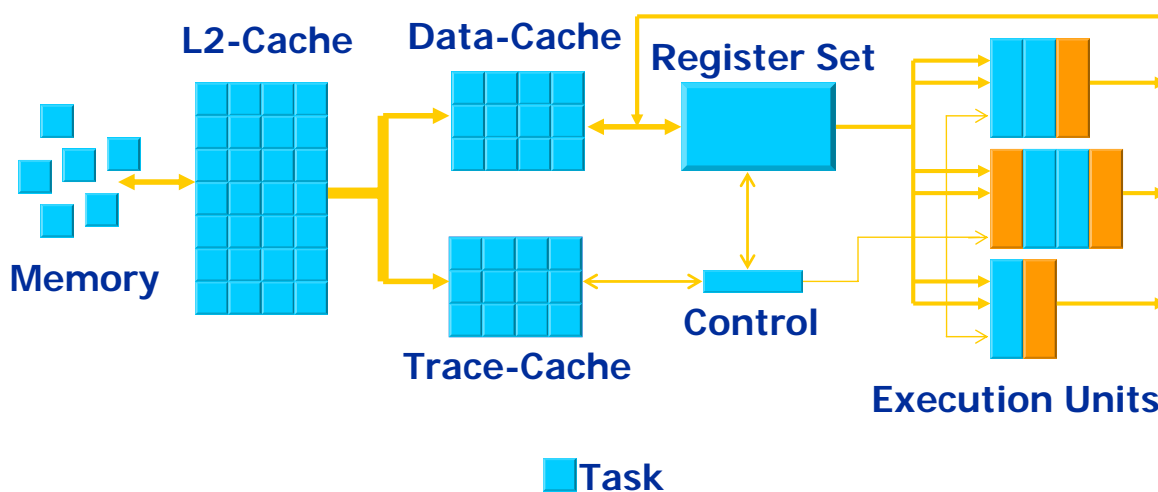 L2-Cache
Data-Cache
Register Set
Memory
Trace-Cache
Control
Execution Units
Task